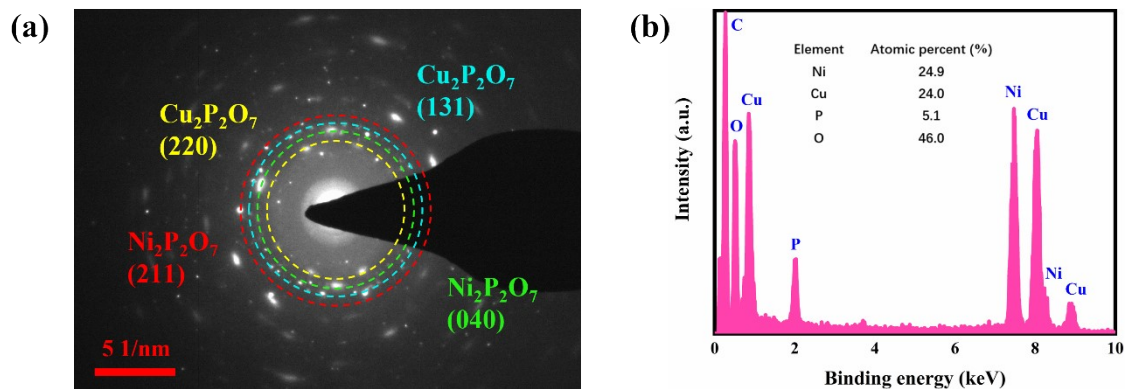 (a)
Cu₂P₂O₇
(131)
Cu₂P₂O₇
(220)
Ni₂P₂O₇
(211)
Ni₂P₂O₇
(040)
5 1/nm
(b)
C
O
Cu
P
Ni
Cu
Ni
Cu
Element Atomic percent (%)
Ni 24.9
Cu 24.0
P 5.1
O 46.0
Intensity (a.u.)
0 2 4 6 8 10
Binding energy (keV)